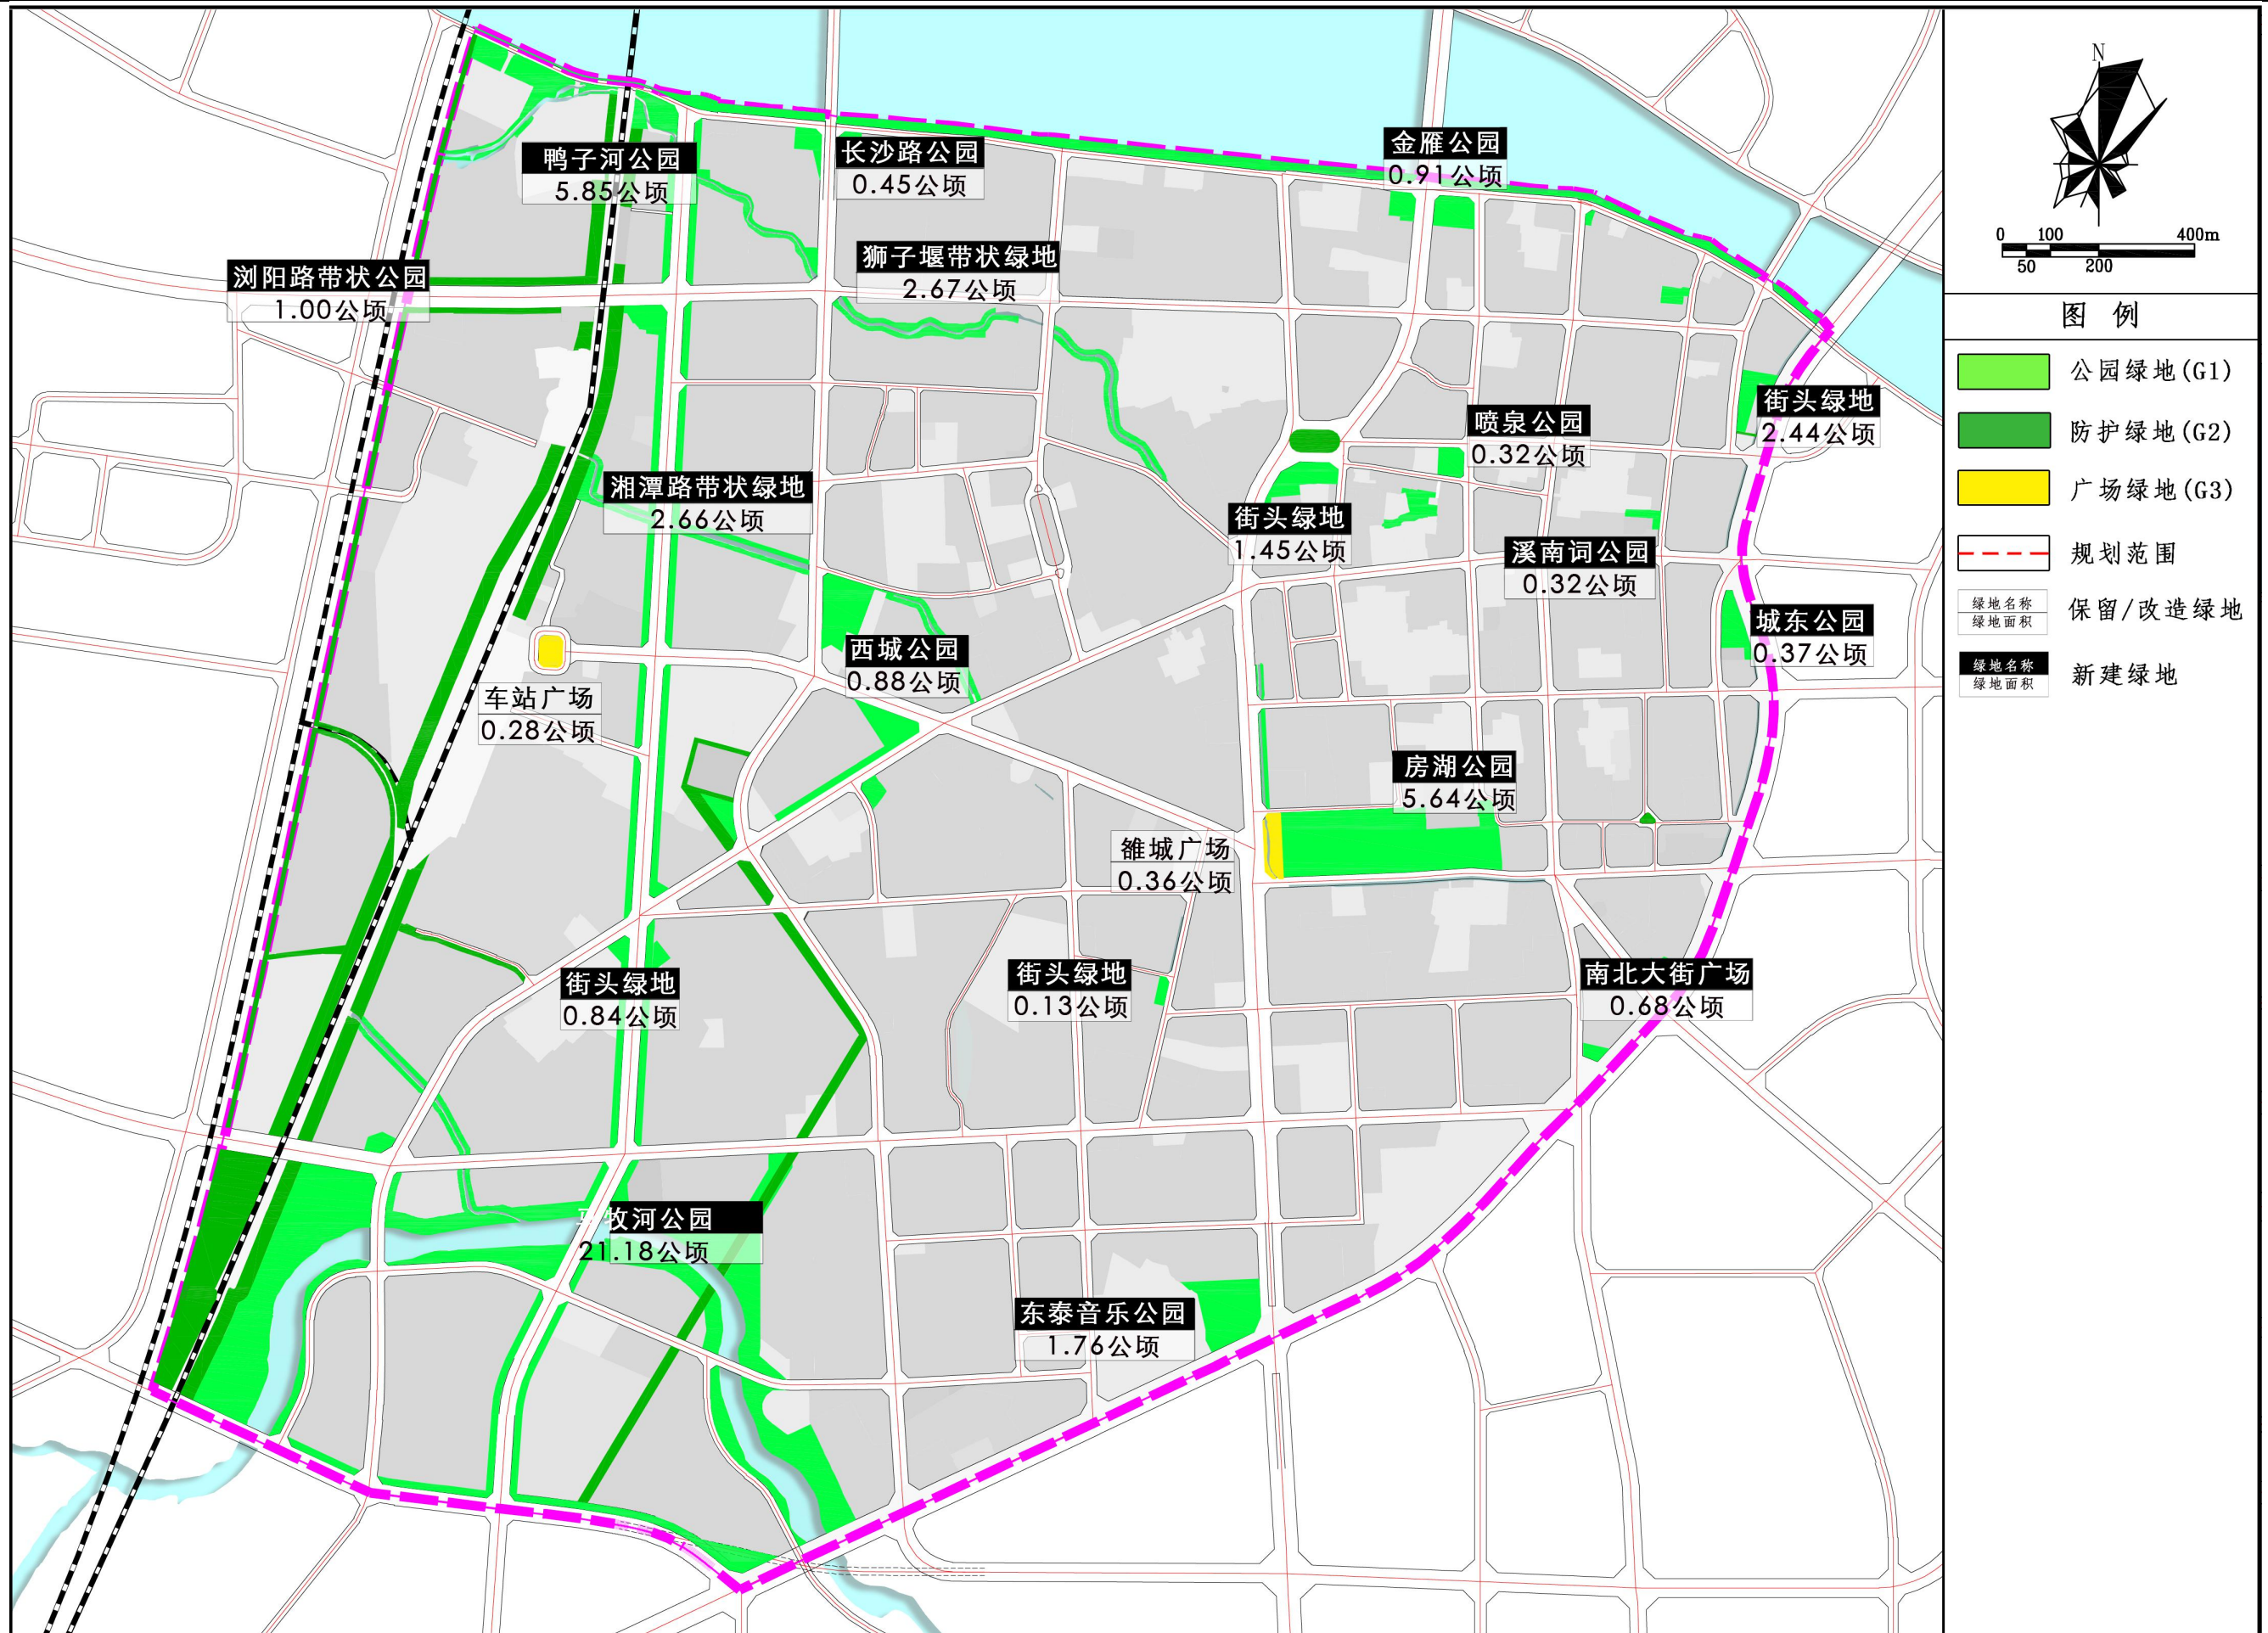 鸭子河公园
5.85公顷
长沙路公园
0.45公顷
金雁公园
0.91公顷
浏阳路带状公园
1.00公顷
狮子堰带状绿地
2.67公顷
街头绿地
2.44公顷
喷泉公园
0.32公顷
湘潭路带状绿地
2.66公顷
街头绿地
1.45公顷
溪南词公园
0.32公顷
城东公园
0.37公顷
西城公园
0.88公顷
车站广场
0.28公顷
房湖公园
5.64公顷
雒城广场
0.36公顷
街头绿地
0.84公顷
街头绿地
0.13公顷
南北大街广场
0.68公顷
牧河公园
21.18公顷
东泰音乐公园
1.76公顷
N
0 100 400m
50 200
图 例
公园绿地(G1)
防护绿地(G2)
广场绿地(G3)
规划范围
绿地名称
绿地面积
保留/改造绿地
绿地名称
绿地面积
新建绿地